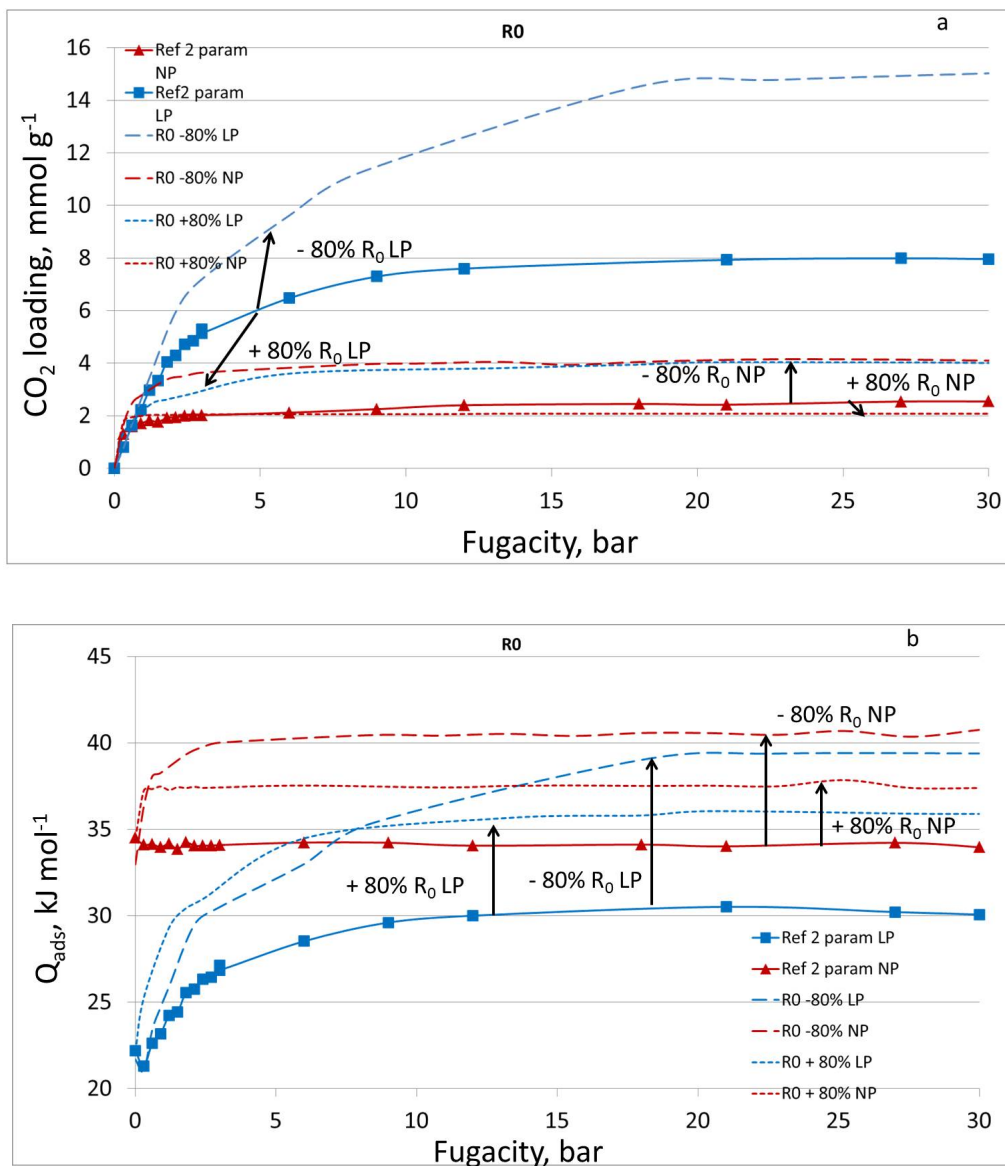 R0
a
16
14
12
10
8
6
4
2
0
CO₂ loading, mmol g⁻¹
Ref 2 param
NP
Ref2 param
LP
R0 -80% LP
R0 -80% NP
R0 +80% LP
R0 +80% NP
- 80% R₀ LP
+ 80% R₀ LP
- 80% R₀ NP
+ 80% R₀ NP
0 5 10 15 20 25 30
Fugacity, bar
R0
b
45
40
35
30
25
20
Qads, kJ mol⁻¹
- 80% R₀ NP
+ 80% R₀ NP
+ 80% R₀ LP
- 80% R₀ LP
Ref 2 param LP
Ref 2 param NP
R0 -80% LP
R0 -80% NP
R0 + 80% LP
R0 + 80% NP
0 5 10 15 20 25 30
Fugacity, bar